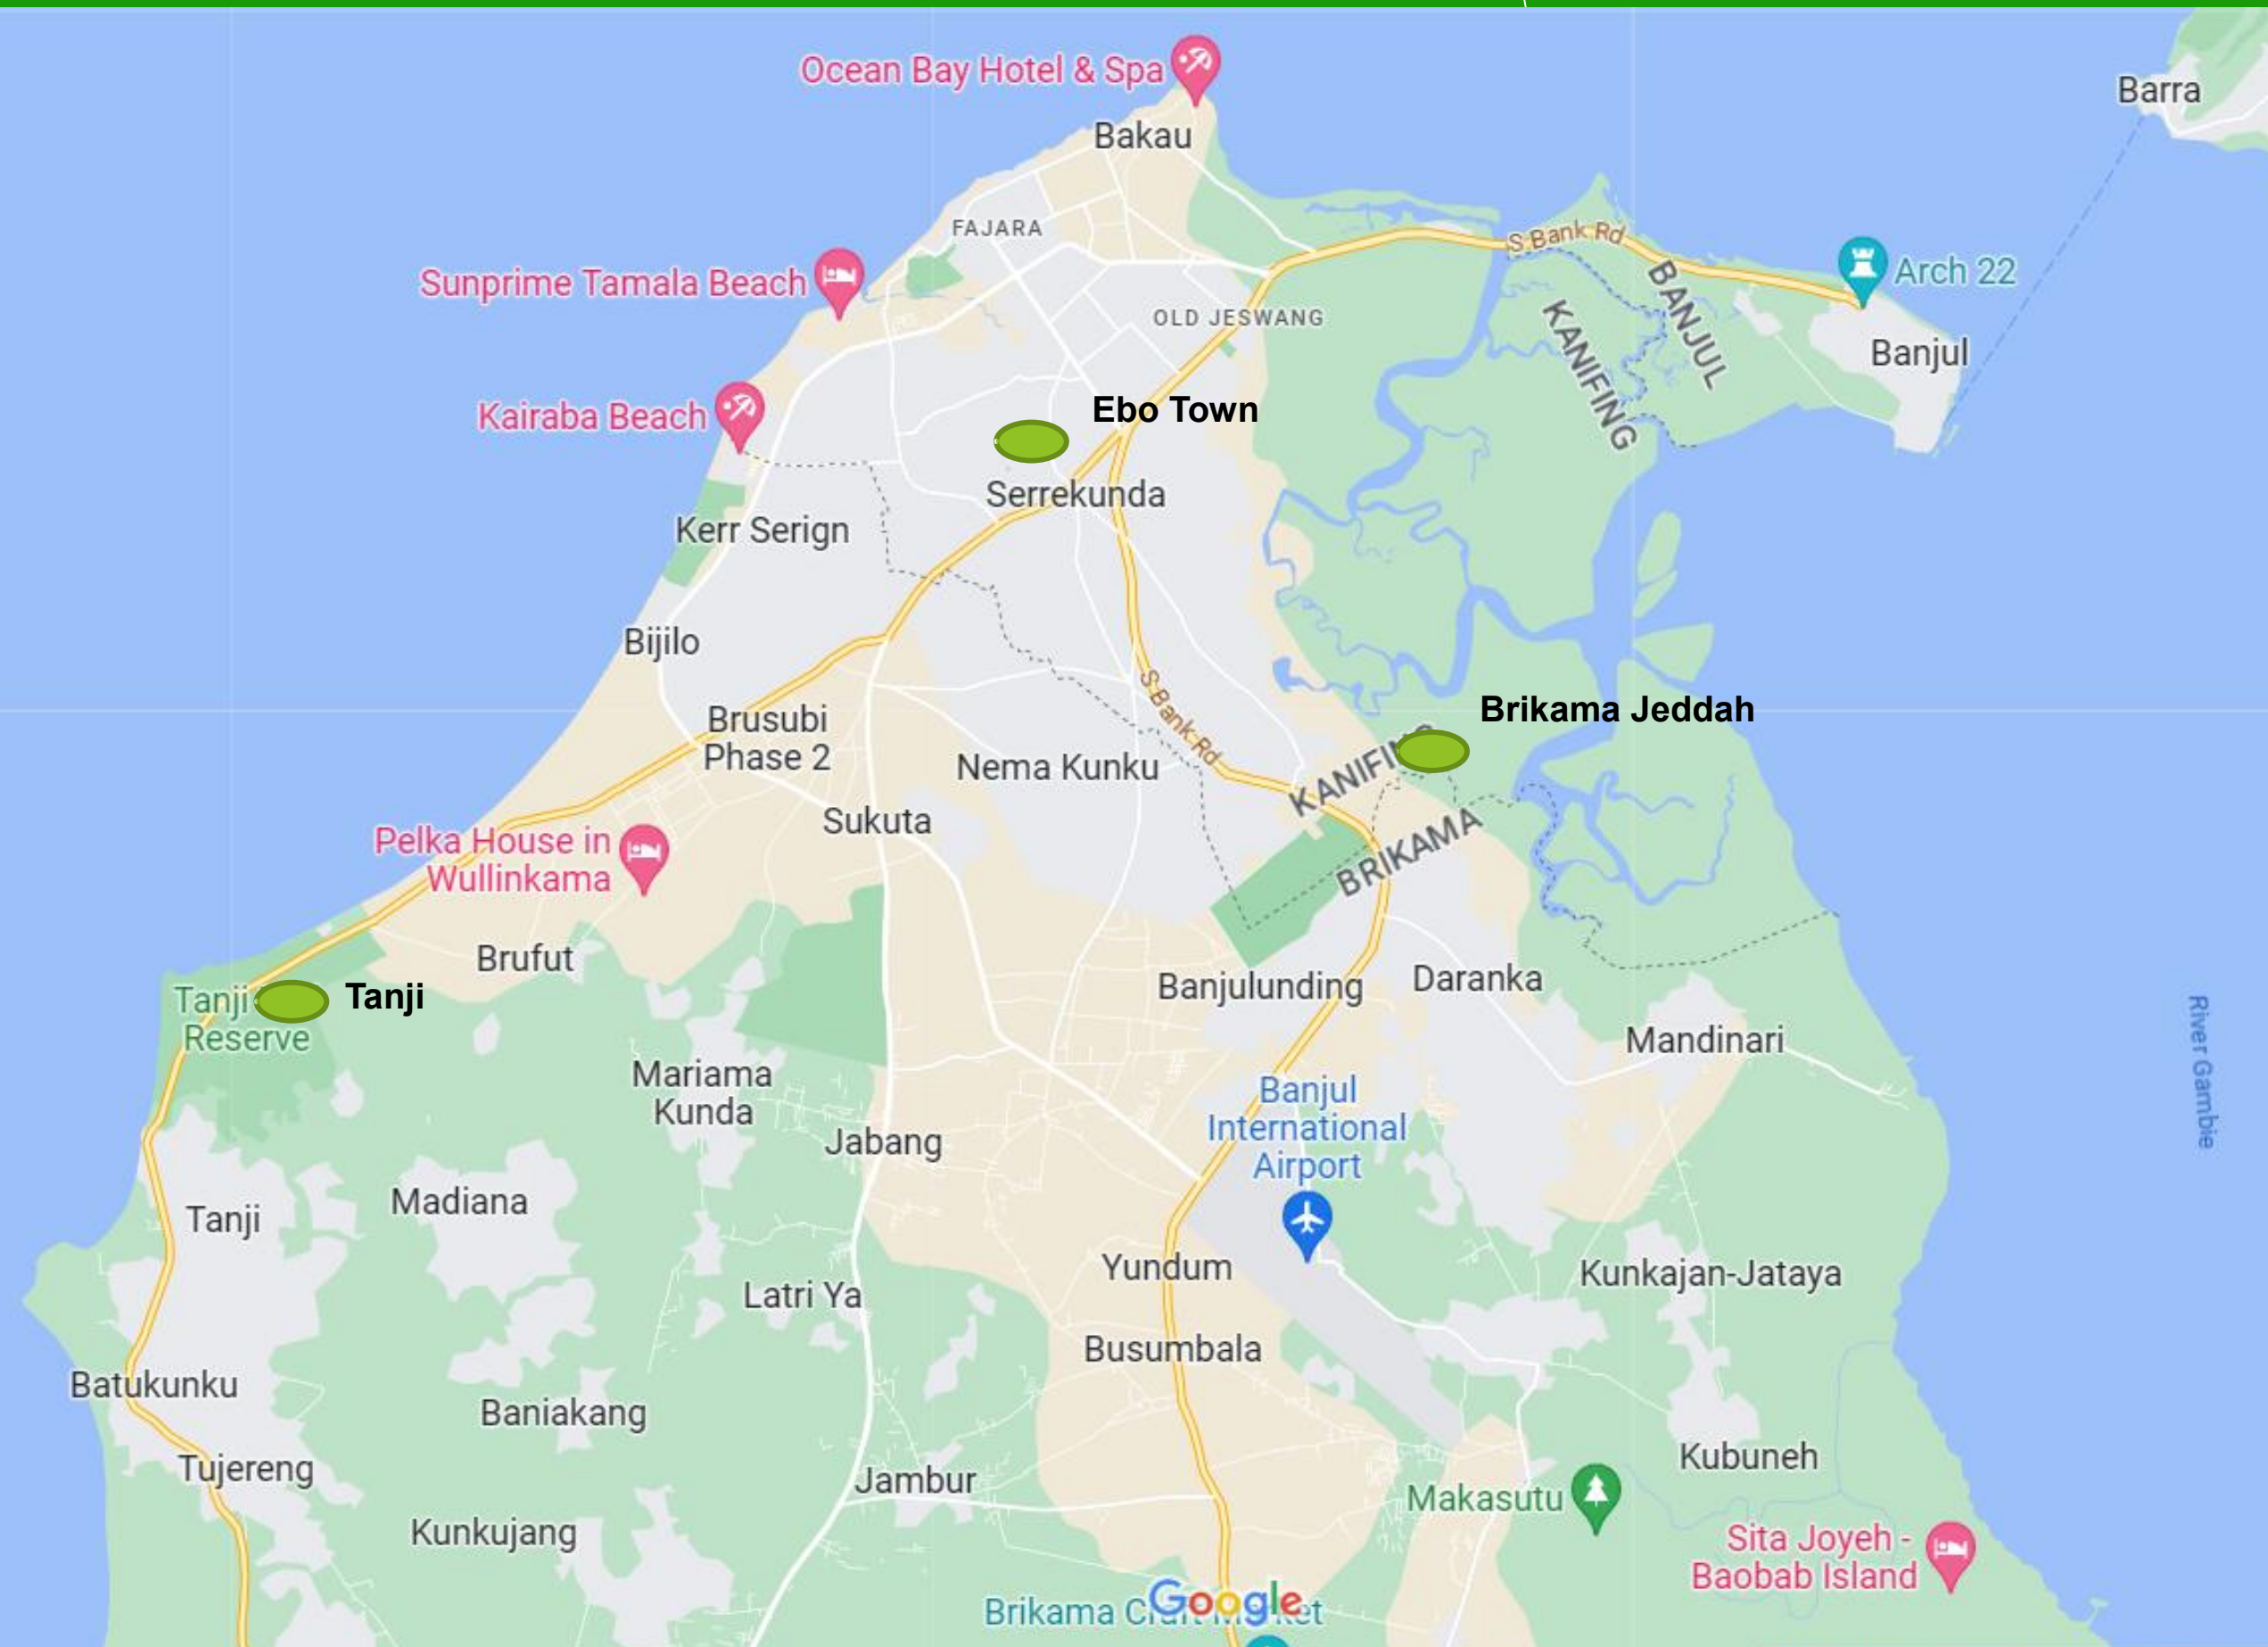 Ocean Bay Hotel & Spa
Barra
Bakau
FAJARA
S Bank Rd
Arch 22
BANJUL
KANIFING
Sunprime Tamala Beach
OLD JESWANG
Banjul
Kairaba Beach
Ebo Town
Serrekunda
Kerr Serign
Bijilo
S Bank Rd
Brikama Jeddah
Brusubi
Phase 2
Nema Kunku
KANIFING
BRIKAMA
Sukuta
Pelka House in
Wullinkama
Brufut
Banjulunding
Daranka
Tanji
Reserve
Tanji
Mandinari
River Gambie
Mariama
Kunda
Banjul
International
Airport
Jabang
Madiana
Tanji
Yundum
Kunkajan-Jataya
Latri Ya
Busumbala
Batukunku
Baniakang
Tujereng
Jambur
Kubuneh
Makasutu
Kunkujang
Sita Joyeh -
Baobab Island
Google
Brikama Craft Market